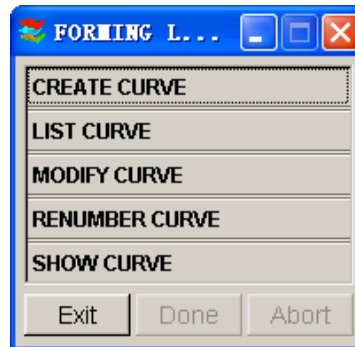 FORMING L...
CREATE CURVE
LIST CURVE
MODIFY CURVE
RENUMBER CURVE
SHOW CURVE
Exit Done Abort